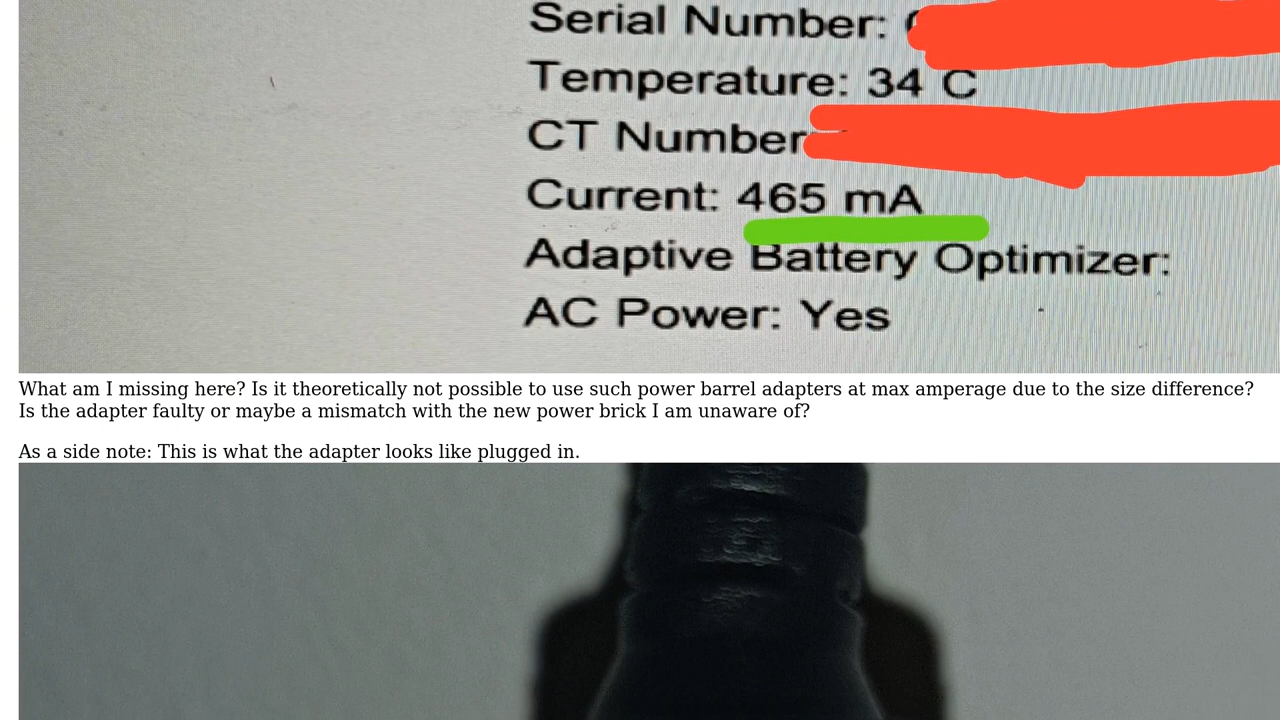 Serial Number:
Temperature: 34 C
CT Number
Current: 465 mA
Adaptive Battery Optimizer:
AC Power: Yes
What am I missing here? Is it theoretically not possible to use such power barrel adapters at max amperage due to the size difference?
Is the adapter faulty or maybe a mismatch with the new power brick I am unaware of?
As a side note: This is what the adapter looks like plugged in.